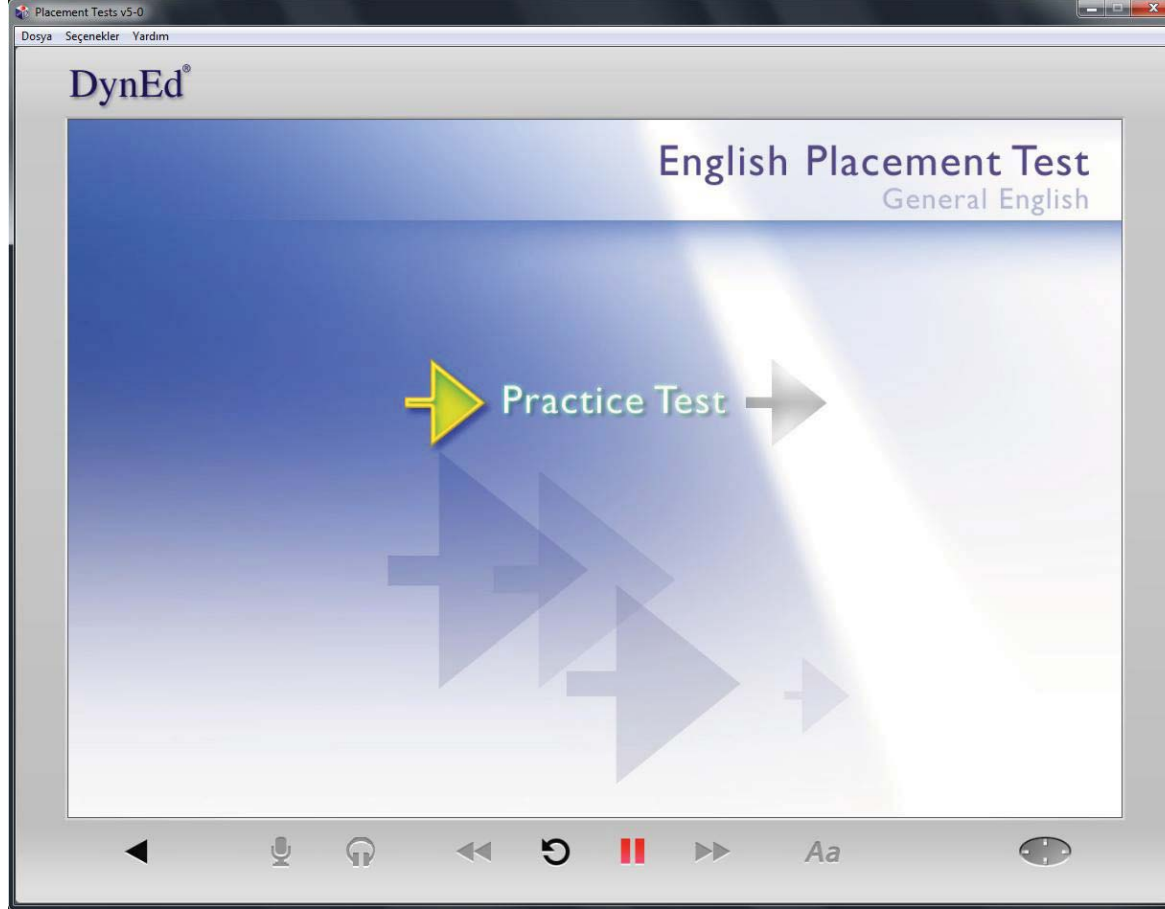 Placement Tests v5-0
Dosya Seçenekler Yardım
DynEd®
English Placement Test
General English
Practice Test
Aa